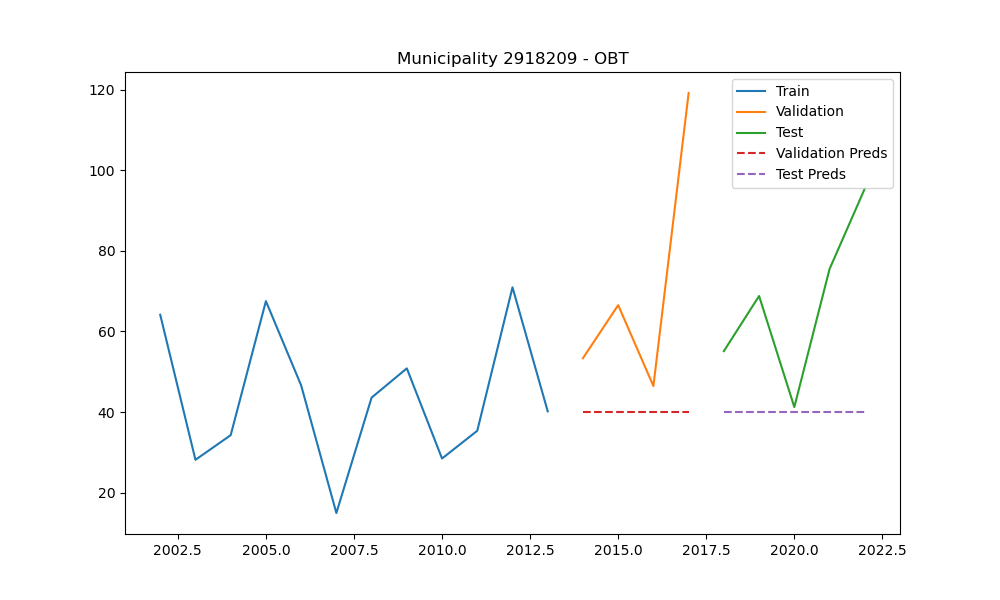 Municipality 2918209 - OBT
120
100
80
60
40
20
Train
Validation
Test
Validation Preds
Test Preds
2002.5 2005.0 2007.5 2010.0 2012.5 2015.0 2017.5 2020.0 2022.5